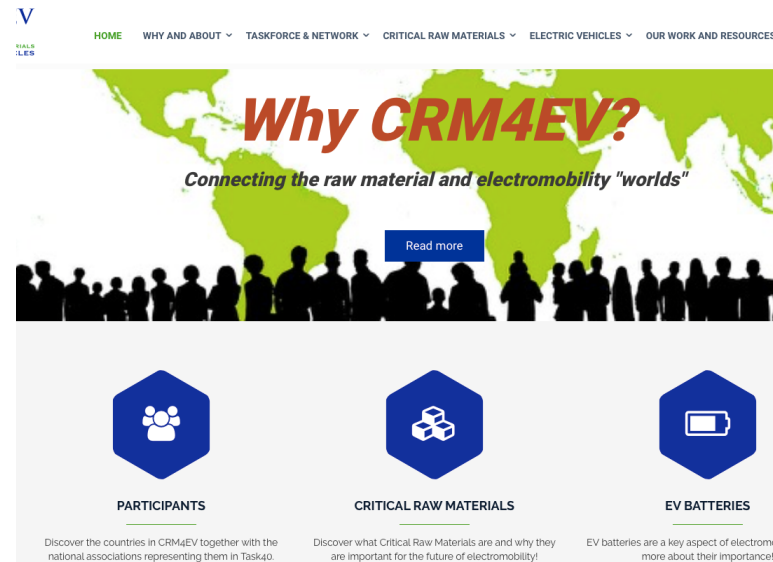 HOME WHY AND ABOUT TASKFORCE & NETWORK CRITICAL RAW MATERIALS ELECTRIC VEHICLES OUR WORK AND RESOURCES
Why CRM4EV?
Connecting the raw material and electromobility "worlds"
Read more
PARTICIPANTS
Discover the countries in CRM4EV together with the
national associations representing them in Task40.
CRITICAL RAW MATERIALS
Discover what Critical Raw Materials are and why they
are important for the future of electromobility!
EV BATTERIES
EV batteries are a key aspect of
more about their importance!